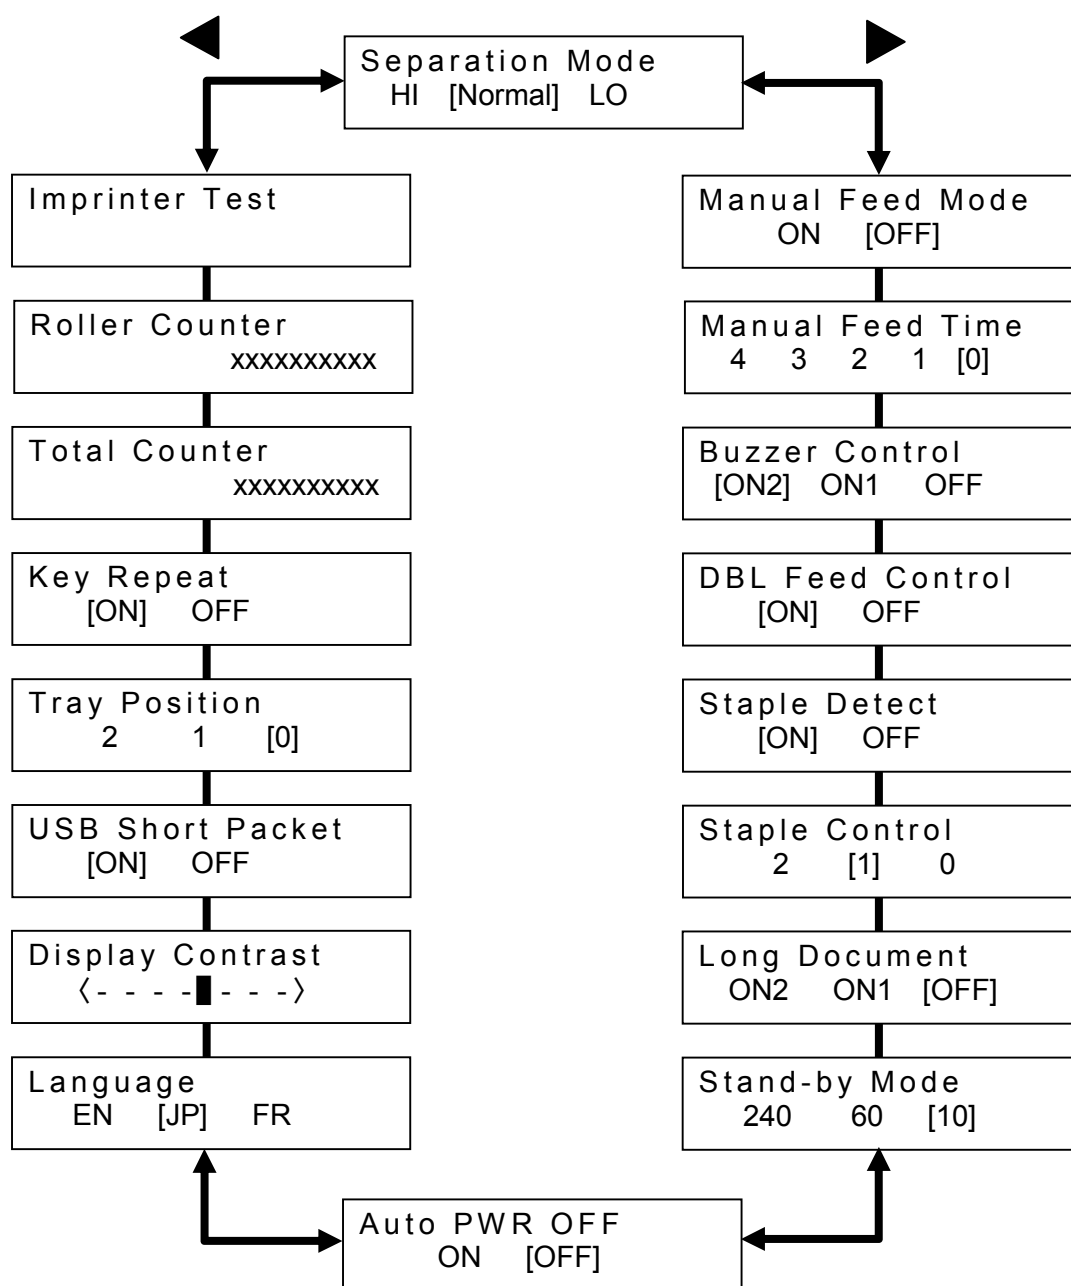 Separation Mode
HI [Normal] LO
Imprinter Test
Roller Counter
xxxxxxxxxx
Total Counter
xxxxxxxxxx
Key Repeat
[ON] OFF
Tray Position
2 1 [0]
USB Short Packet
[ON] OFF
Display Contrast
〈- - - -█- - -〉
Language
EN [JP] FR
Manual Feed Mode
ON [OFF]
Manual Feed Time
4 3 2 1 [0]
Buzzer Control
[ON2] ON1 OFF
DBL Feed Control
[ON] OFF
Staple Detect
[ON] OFF
Staple Control
2 [1] 0
Long Document
ON2 ON1 [OFF]
Stand-by Mode
240 60 [10]
Auto PWR OFF
ON [OFF]